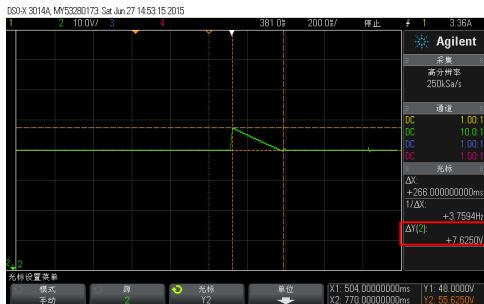 DSO-X 3014A, MY53280173: Sat Jun 27 14:53:15 2015
1 2 10.0V/ 3 4 381.0s 200.0s/ 停止 1 3.36A
Agilent
采集
高分辨率
250kSa/s
通道
DC 1.00:1
DC 10.0:1
DC 1.00:1
DC 1.00:1
光标
ΔX:
+266.000000000ms
1/ΔX:
+3.7594Hz
ΔY(2):
+7.6250V
2
光标设置菜单
模式 源 光标 单位 X1: 504.00000000ms Y1: 48.0000V
手动 2 Y2 X2: 770.00000000ms Y2: 55.6250V